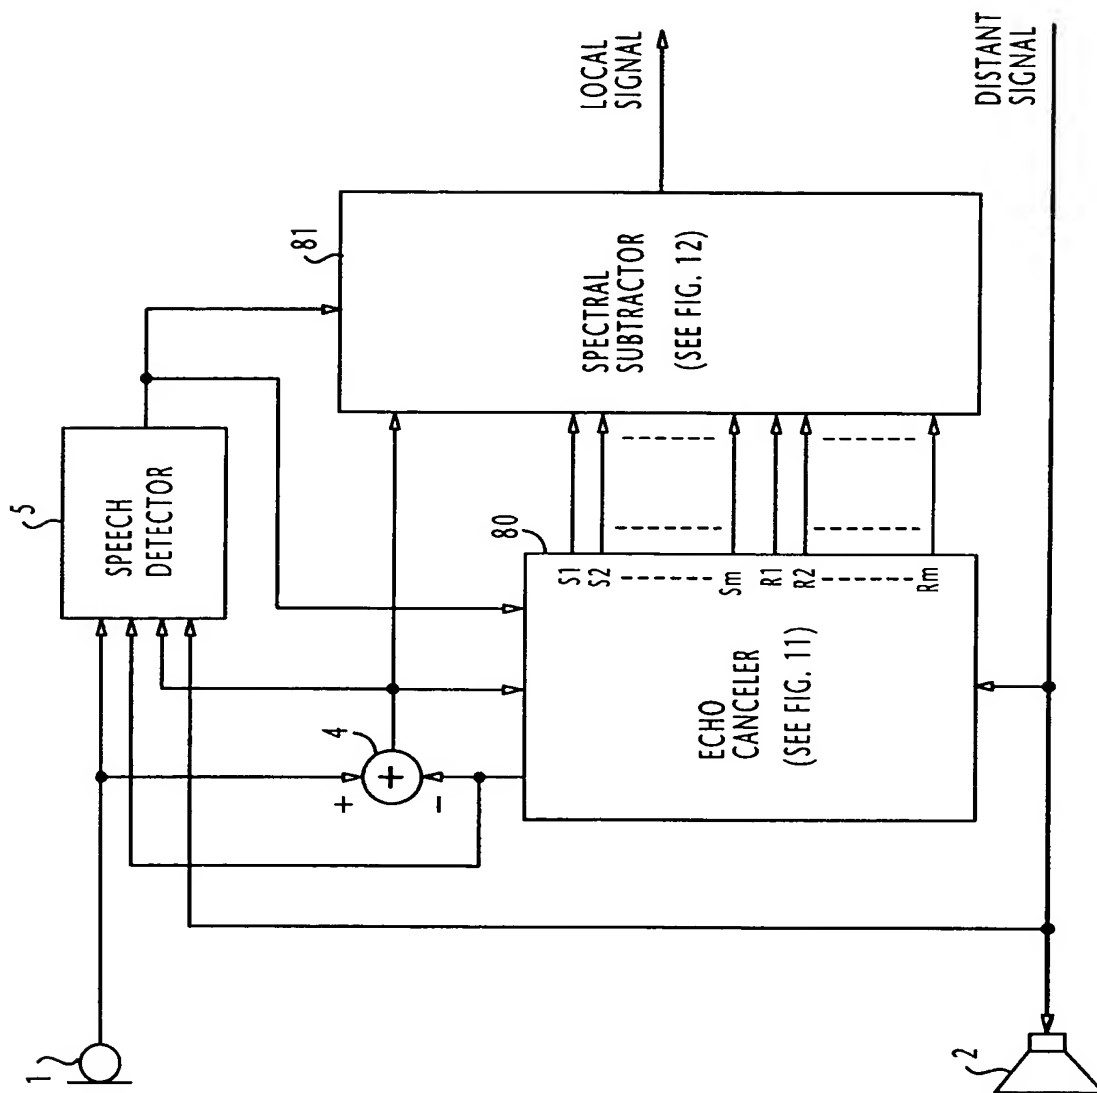 1
5
SPEECH
DETECTOR
4
+
+
-
80
ECHO
CANCELER
(SEE FIG. 11)
S1
S2
Sm
R1
R2
Rm
81
SPECTRAL
SUBTRACTOR
(SEE FIG. 12)
LOCAL
SIGNAL
2
DISTANT
SIGNAL